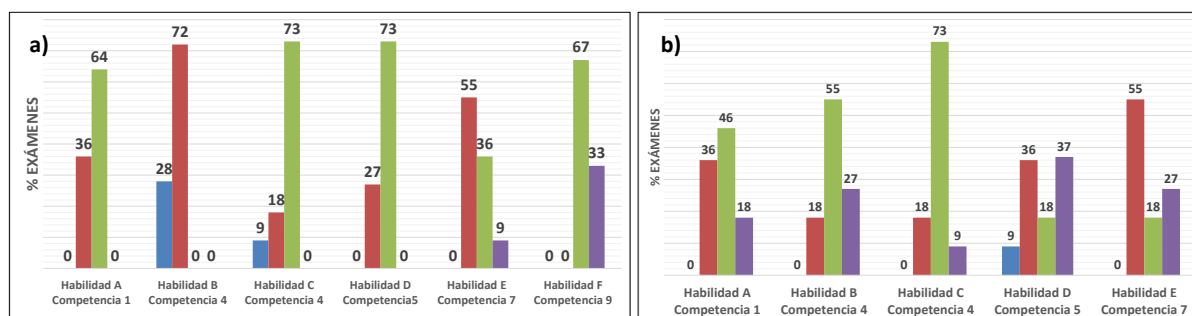 a)
% EXÁMENES
64
36
0
0
72
28
0
0
73
18
9
0
73
27
0
0
55
36
0
9
67
33
0
0
Habilidad A
Competencia 1
Habilidad B
Competencia 4
Habilidad C
Competencia 4
Habilidad D
Competencia5
Habilidad E
Competencia 7
Habilidad F
Competencia 9
b)
% EXÁMENES
0
36
46
18
0
18
55
27
0
18
73
9
9
36
18
37
0
55
18
27
Habilidad A
Competencia 1
Habilidad B
Competencia 4
Habilidad C
Competencia 4
Habilidad D
Competencia 5
Habilidad E
Competencia 7